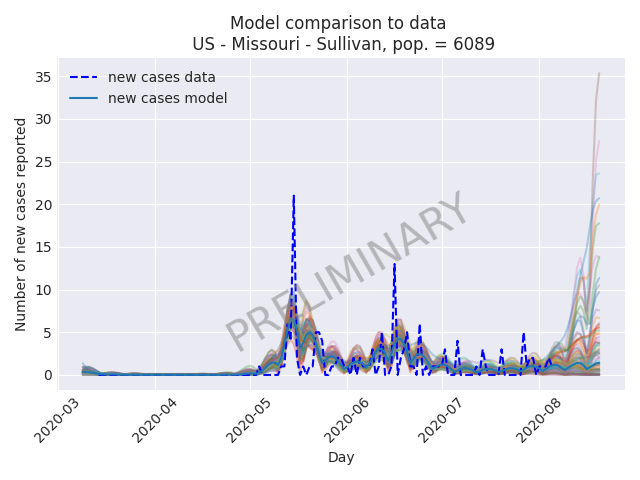 Model comparison to data
US - Missouri - Sullivan, pop. = 6089
new cases data
new cases model
PRELIMINARY
Number of new cases reported
35
30
25
20
15
10
5
0
2020-03
2020-04
2020-05
2020-06
2020-07
2020-08
Day